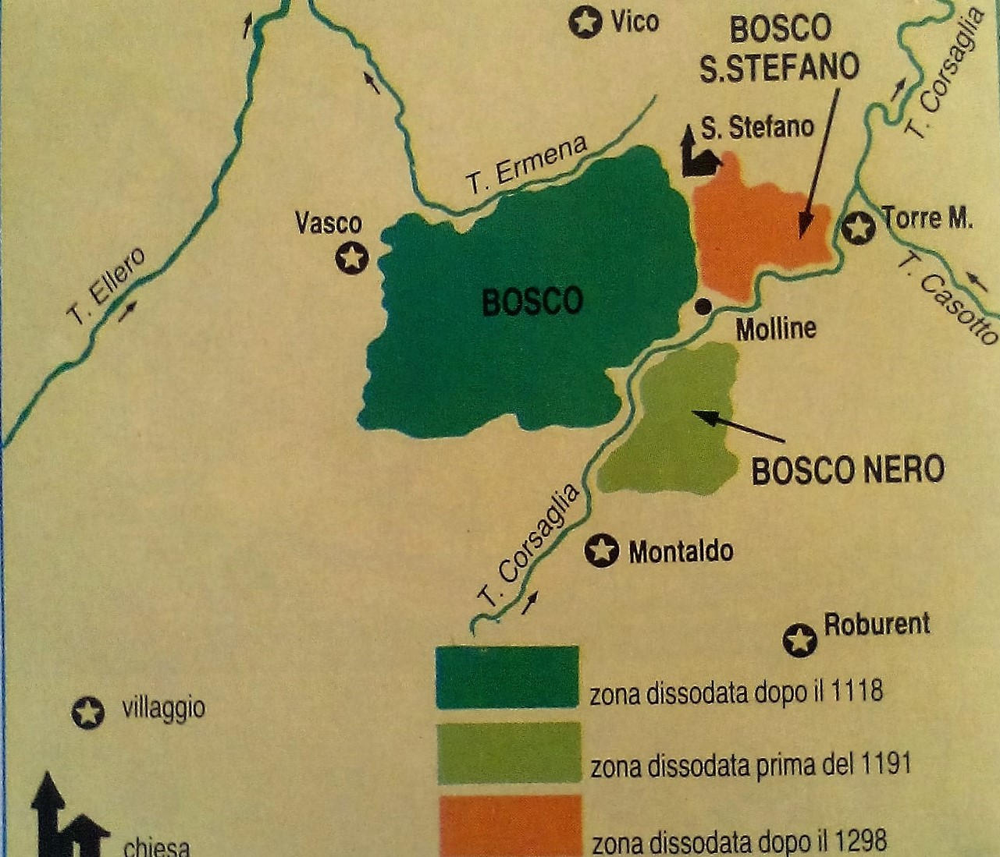 Vico
BOSCO
S.STEFANO
T. Corsaglia
S. Stefano
T. Ermena
Vasco
Torre M.
T. Ellero
T. Casotto
BOSCO
Molline
BOSCO NERO
T. Corsaglia
Montaldo
Roburent
zona dissodata dopo il 1118
villaggio
zona dissodata prima del 1191
zona dissodata dopo il 1298
chiesa